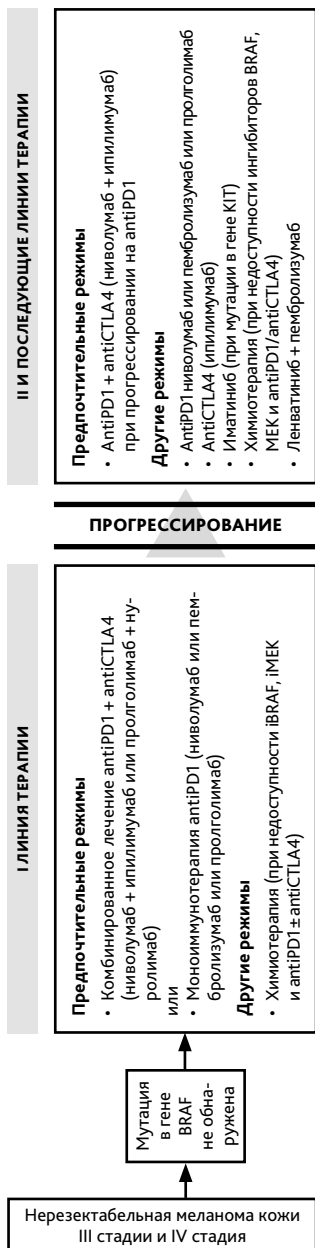 Нерезектабельная меланома кожи
III стадии и IV стадия
Мутация
в гене
BRAF
не обна-
ружена
I ЛИНИЯ ТЕРАПИИ
Предпочтительные режимы
• Комбинированное лечение antiPD1 + antiCTLA4
(ниволумаб + ипилимумаб или пролголимаб + ну-
ролимаб)
или
• Моноиммунотерапия antiPD1 (ниволумаб или пем-
бролизумаб или пролголимаб)
Другие режимы
• Химиотерапия (при недоступности iBRAF, iMEK
и antiPD1± antiCTLA4)
ПРОГРЕССИРОВАНИЕ
II И ПОСЛЕДУЮЩИЕ ЛИНИИ ТЕРАПИИ
Предпочтительные режимы
• AntiPD1 + antiCTLA4 (ниволумаб + ипилимумаб)
при прогрессировании на antiPD1
Другие режимы
• AntiPD1 ниволумаб или пембролизумаб или пролголимаб
• AntiCTLA4 (ипилимумаб)
• Иматиниб (при мутации в гене KIT)
• Химиотерапия (при недоступности ингибиторов BRAF,
MEK и antiPD1/antiCTLA4)
• Ленватиниб + пембролизумаб